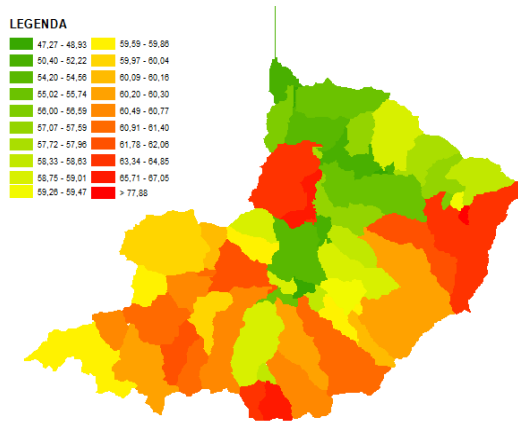 LEGENDA
47,27 - 48,93 59,59 - 59,86
50,40 - 52,22 59,97 - 60,04
54,20 - 54,56 60,09 - 60,16
55,02 - 55,74 60,20 - 60,30
56,00 - 56,59 60,49 - 60,77
57,07 - 57,59 60,91 - 61,40
57,72 - 57,96 61,78 - 62,06
58,33 - 58,63 63,34 - 64,85
58,75 - 59,01 65,71 - 67,05
59,26 - 59,47 > 77,88